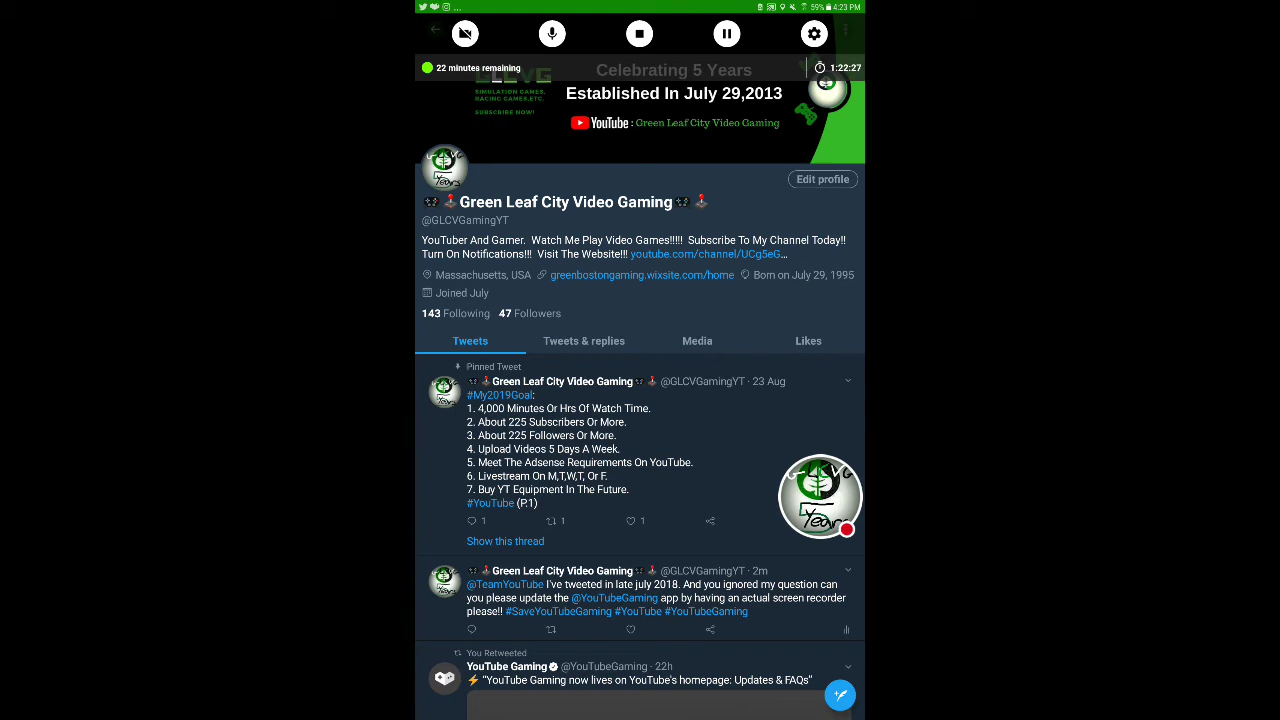 59% 4:23 PM
22 minutes remaining
1:22:27
GLCVG
Celebrating 5 Years
SIMULATION GAMES,
RACING GAMES,ETC.
Established In July 29,2013
SUBSCRIBE NOW!
YouTube : Green Leaf City Video Gaming
Edit profile
Green Leaf City Video Gaming
@GLCVGamingYT
YouTuber And Gamer. Watch Me Play Video Games!!!!! Subscribe To My Channel Today!!
Turn On Notifications!!! Visit The Website!!! youtube.com/channel/UCg5eG…
Massachusetts, USA greenbostongaming.wixsite.com/home Born on July 29, 1995
Joined July
143 Following 47 Followers
Tweets Tweets & replies Media Likes
Pinned Tweet
Green Leaf City Video Gaming @GLCVGamingYT · 23 Aug
#My2019Goal:
1. 4,000 Minutes Or Hrs Of Watch Time.
2. About 225 Subscribers Or More.
3. About 225 Followers Or More.
4. Upload Videos 5 Days A Week.
5. Meet The Adsense Requirements On YouTube.
6. Livestream On M,T,W,T, Or F.
7. Buy YT Equipment In The Future.
#YouTube (P.1)
1 1 1
Show this thread
GLCVG
5 Years
Green Leaf City Video Gaming @GLCVGamingYT · 2m
@TeamYouTube I've tweeted in late july 2018. And you ignored my question can
you please update the @YouTubeGaming app by having an actual screen recorder
please!! #SaveYouTubeGaming #YouTube #YouTubeGaming
You Retweeted
YouTube Gaming @YouTubeGaming · 22h
⚡ “YouTube Gaming now lives on YouTube's homepage: Updates & FAQs”